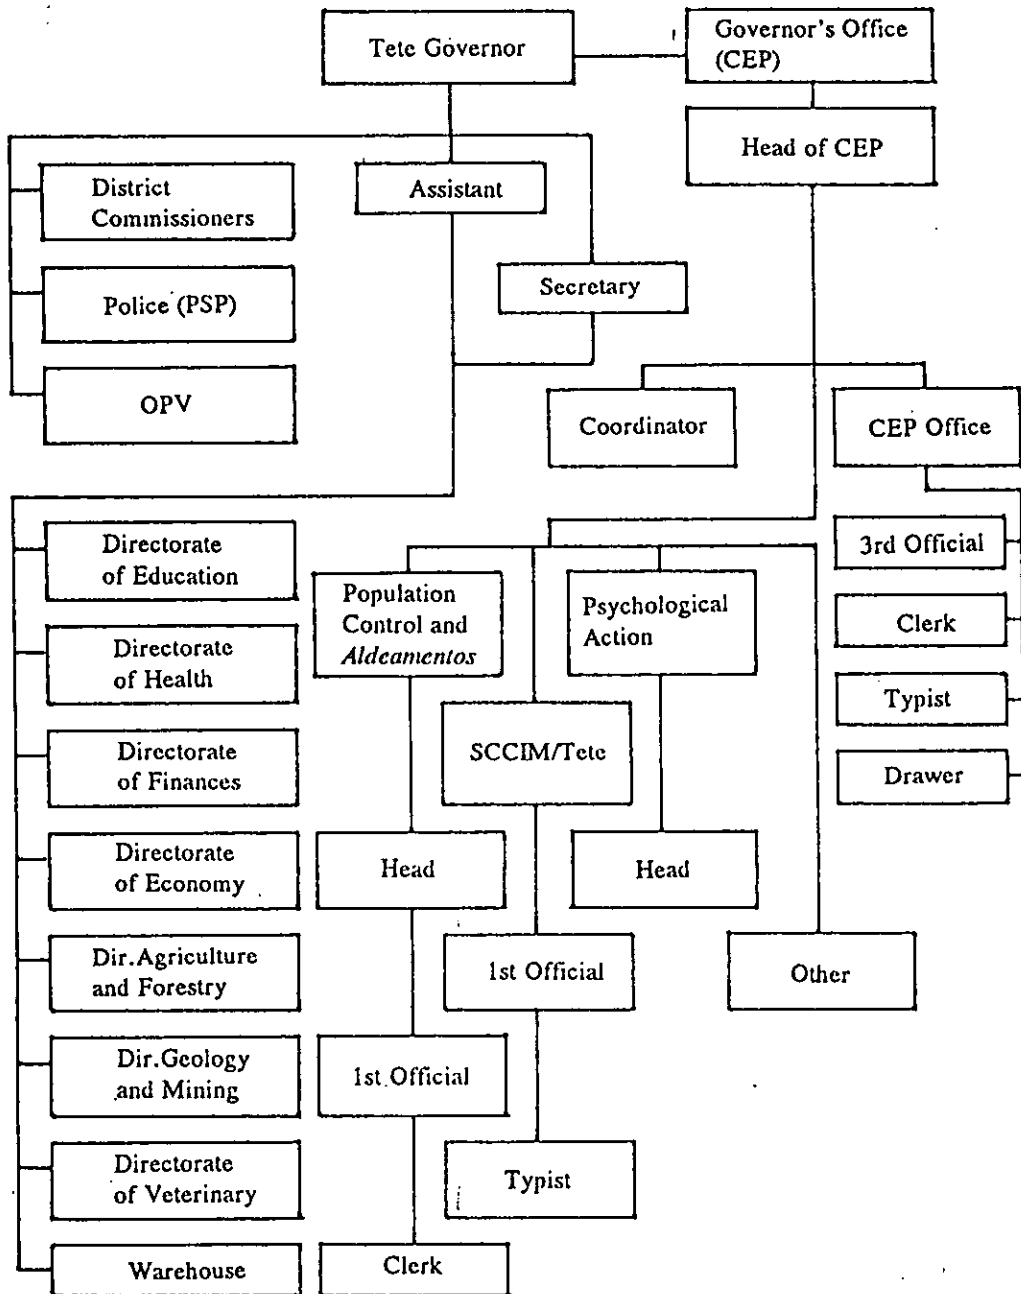 Tete Governor
Governor's Office
(CEP)
Head of CEP
District
Commissioners
Assistant
Police (PSP)
Secretary
OPV
Coordinator
CEP Office
Directorate
of Education
3rd Official
Population
Control and
Aldeamentos
Psychological
Action
Clerk
Directorate
of Health
Typist
SCCIM/Tete
Directorate
of Finances
Drawer
Directorate
of Economy
Head
Head
Dir.Agriculture
and Forestry
1st Official
Other
Dir.Geology
and Mining
1st Official
Directorate
of Veterinary
Typist
Warehouse
Clerk